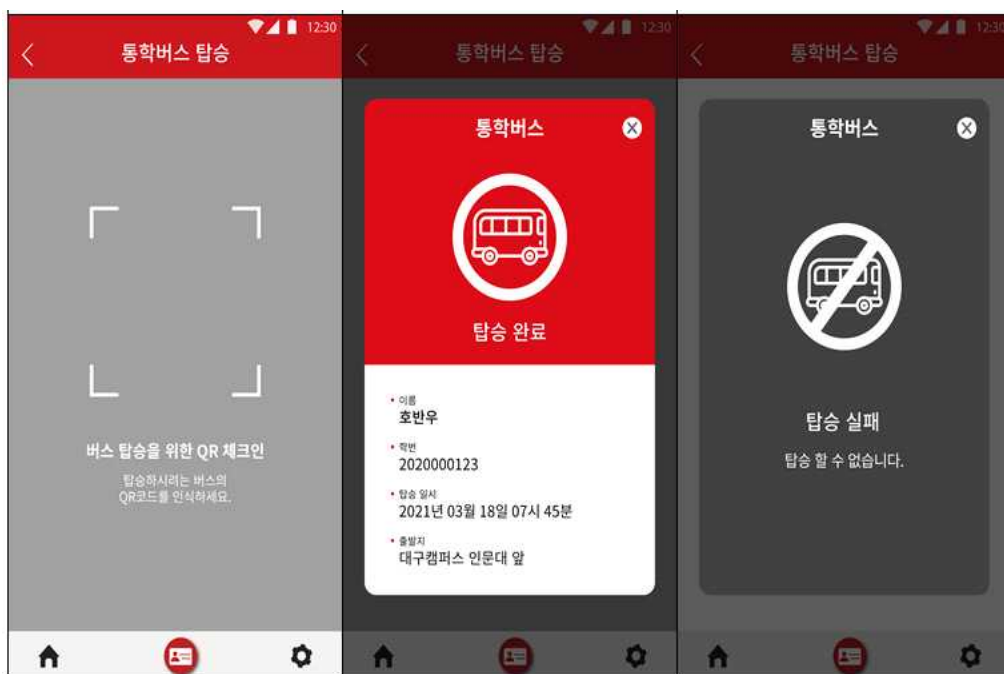 12:30
통학버스 탑승
버스 탑승을 위한 QR 체크인
탑승하시려는 버스의
QR코드를 인식하세요.
12:30
통학버스 탑승
통학버스
탑승 완료
이름
호반우
학번
2020000123
탑승 일시
2021년 03월 18일 07시 45분
출발지
대구캠퍼스 인문대 앞
12:30
통학버스 탑승
통학버스
탑승 실패
탑승 할 수 없습니다.